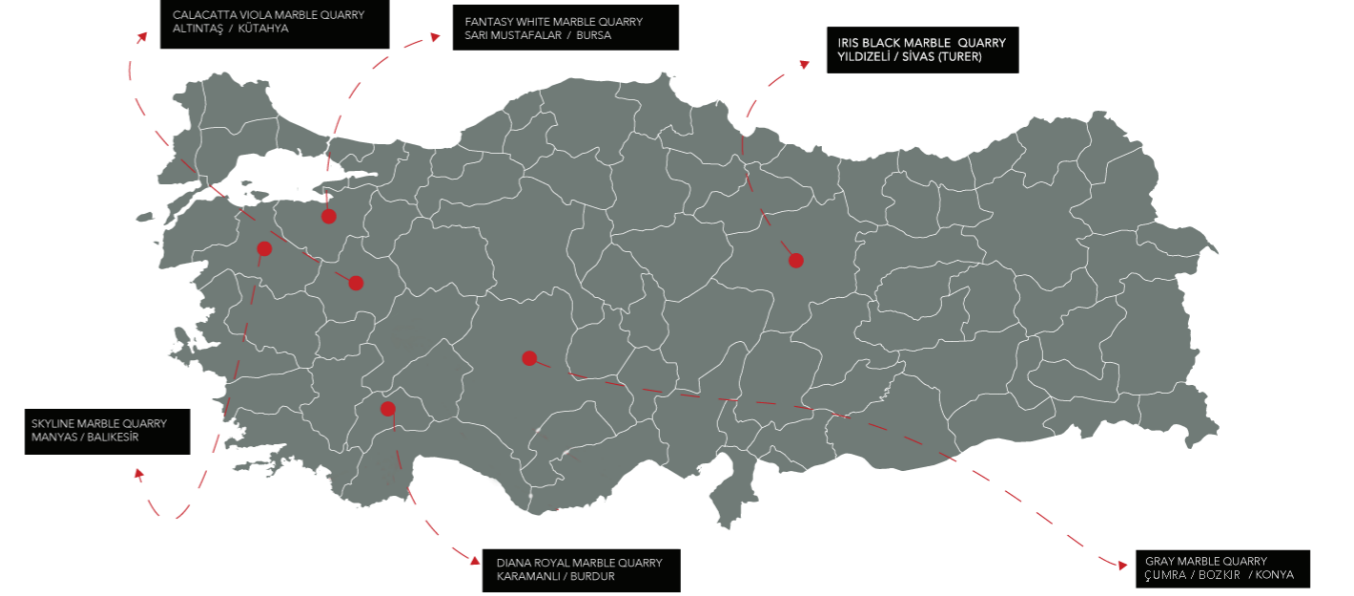 CALACATTA VIOLA MARBLE QUARRY
ALTINTAŞ / KÜTAHYA
FANTASY WHITE MARBLE QUARRY
SARI MUSTAFALAR / BURSA
IRIS BLACK MARBLE QUARRY
YILDIZELİ / SİVAS (TURER)
SKYLINE MARBLE QUARRY
MANYAS / BALIKESİR
DIANA ROYAL MARBLE QUARRY
KARAMANLI / BURDUR
GRAY MARBLE QUARRY
ÇUMRA / BOZKIR / KONYA